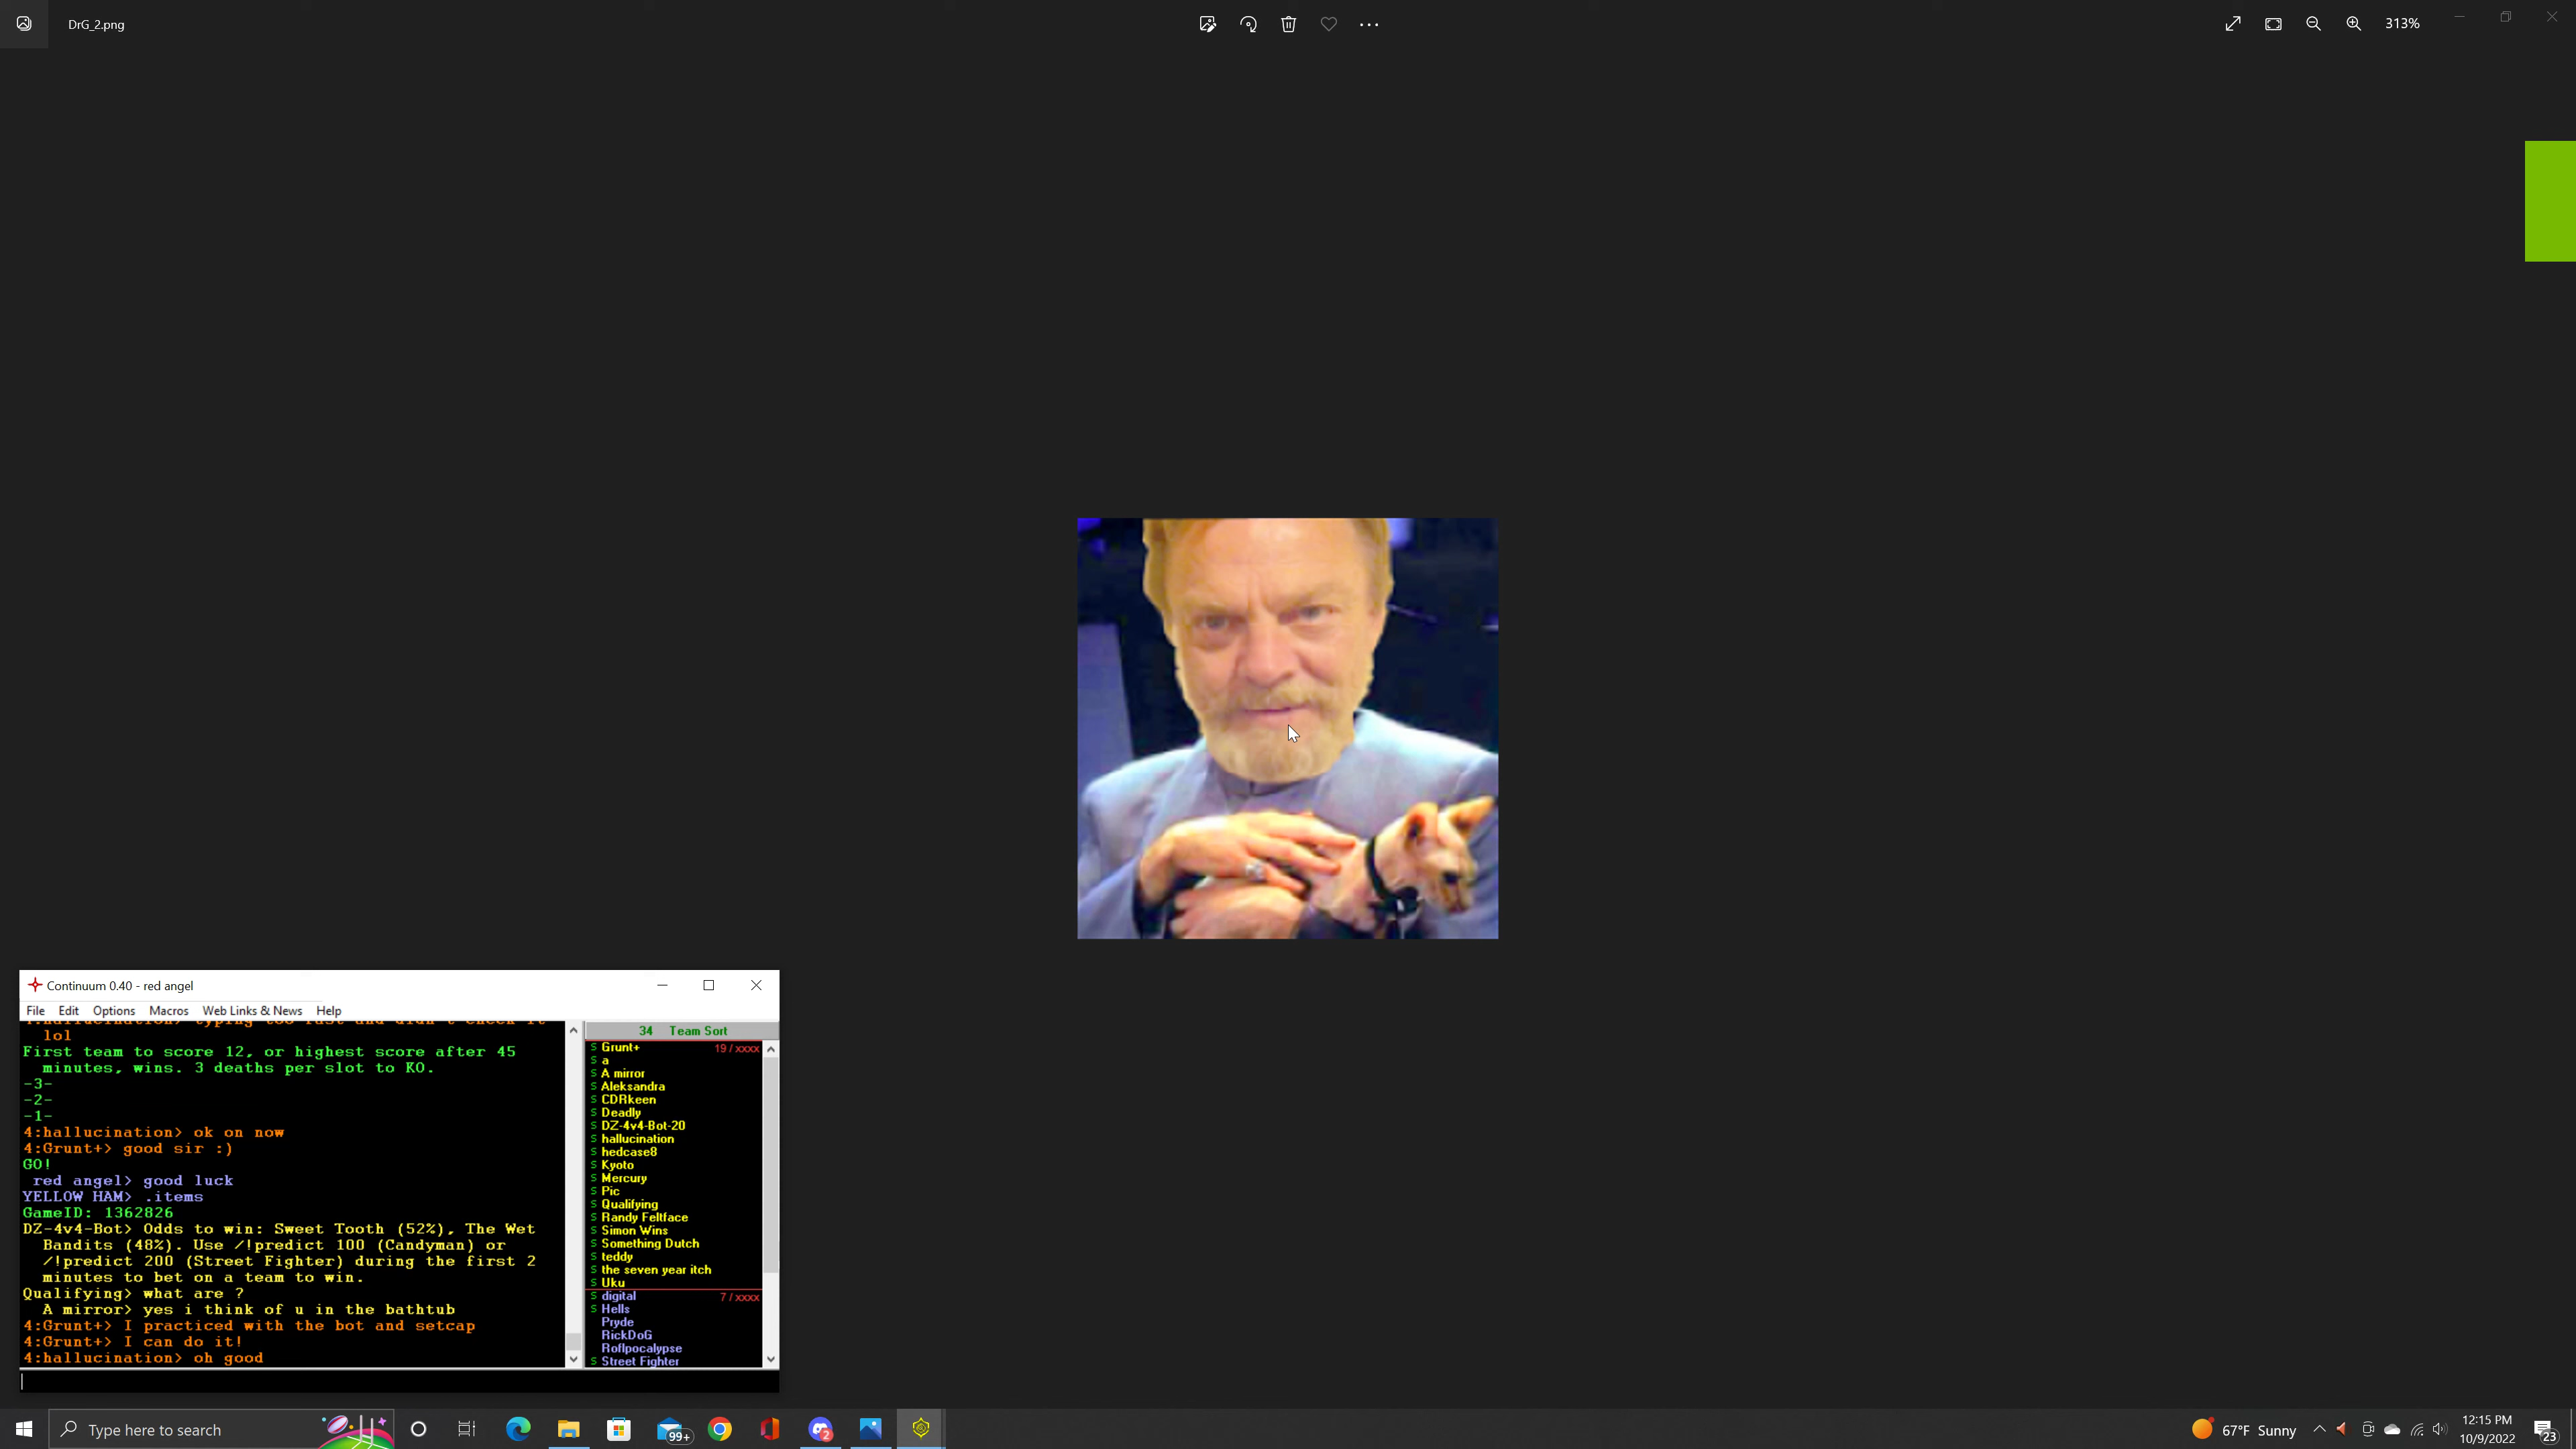 DrG_2.png
313%
Continuum 0.40 - red angel
File Edit Options Macros Web Links & News Help
lol
First team to score 12, or highest score after 45
minutes, wins. 3 deaths per slot to KO.
-3-
-2-
-1-
4:hallucination> ok on now
4:Grunt+> good sir :)
GO!
red angel> good luck
YELLOW HAM> .items
GameID: 1362826
DZ-4v4-Bot> Odds to win: Sweet Tooth (52%), The Wet
Bandits (48%). Use /!predict 100 (Candyman) or
/!predict 200 (Street Fighter) during the first 2
minutes to bet on a team to win.
Qualifying> what are ?
A mirror> yes i think of u in the bathtub
4:Grunt+> I practiced with the bot and setcap
4:Grunt+> I can do it!
4:hallucination> oh good
34 Team Sort
S Grunt+ 19 / xxxx
S a
S A mirror
S Aleksandra
S CDRkeen
S Deadly
S DZ-4v4-Bot-20
S hallucination
S hedcase8
S Kyoto
S Mercury
S Pic
S Qualifying
S Randy Feltface
S Simon Wins
S Something Dutch
S teddy
S the seven year itch
S Uku
S digital 7 / xxxx
S Hells
Pryde
RickDoG
Roflpocalypse
S Street Fighter
Type here to search
99+
2
67°F Sunny
12:15 PM
10/9/2022
23